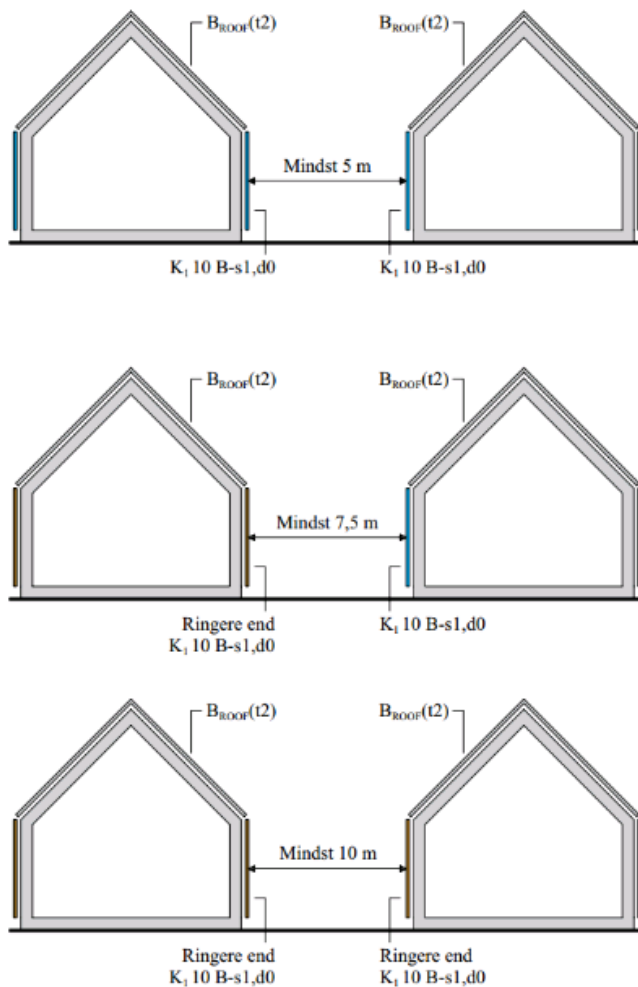 B_ROOF(t2)
B_ROOF(t2)
Mindst 5 m
K₁ 10 B-s1,d0
K₁ 10 B-s1,d0
B_ROOF(t2)
B_ROOF(t2)
Mindst 7,5 m
Ringere end
K₁ 10 B-s1,d0
K₁ 10 B-s1,d0
B_ROOF(t2)
B_ROOF(t2)
Mindst 10 m
Ringere end
K₁ 10 B-s1,d0
Ringere end
K₁ 10 B-s1,d0